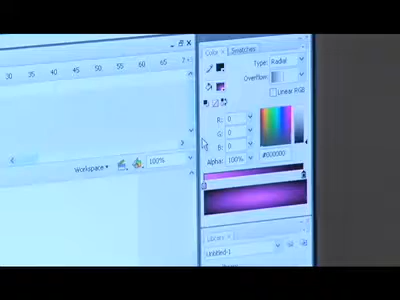 30 35 40 45 50 55 60 65
Color × Swatches
Type: Radial
Overflow:
Linear RGB
R: 0
G: 0
B: 0
Alpha: 100% #000000
Workspace 100%
Library ×
Untitled-1